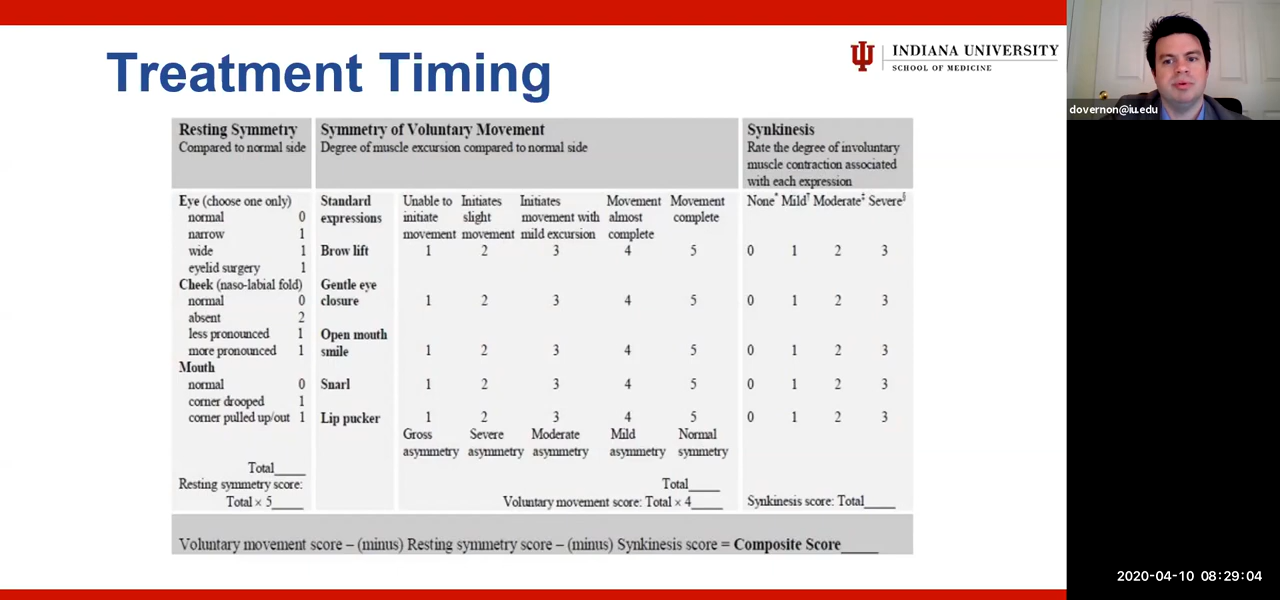 Treatment Timing
INDIANA UNIVERSITY
SCHOOL OF MEDICINE
dovernon@iu.edu
Resting Symmetry
Compared to normal side
Symmetry of Voluntary Movement
Degree of muscle excursion compared to normal side
Synkinesis
Rate the degree of involuntary
muscle contraction associated
with each expression
Eye (choose one only)
normal 0
narrow 1
wide 1
eyelid surgery 1
Cheek (naso-labial fold)
normal 0
absent 2
less pronounced 1
more pronounced 1
Mouth
normal 0
corner drooped 1
corner pulled up/out 1
Total____
Resting symmetry score:
Total × 5____
Standard
expressions
Unable to
initiate
movement
Initiates
slight
movement
Initiates
movement with
mild excursion
Movement
almost
complete
Movement
complete
None* Mild† Moderate‡ Severe§
Brow lift 1 2 3 4 5 0 1 2 3
Gentle eye
closure 1 2 3 4 5 0 1 2 3
Open mouth
smile 1 2 3 4 5 0 1 2 3
Snarl 1 2 3 4 5 0 1 2 3
Lip pucker 1 2 3 4 5 0 1 2 3
Gross
asymmetry
Severe
asymmetry
Moderate
asymmetry
Mild
asymmetry
Normal
symmetry
Total____
Voluntary movement score: Total × 4____
Synkinesis score: Total____
Voluntary movement score – (minus) Resting symmetry score – (minus) Synkinesis score = Composite Score____
2020-04-10 08:29:04